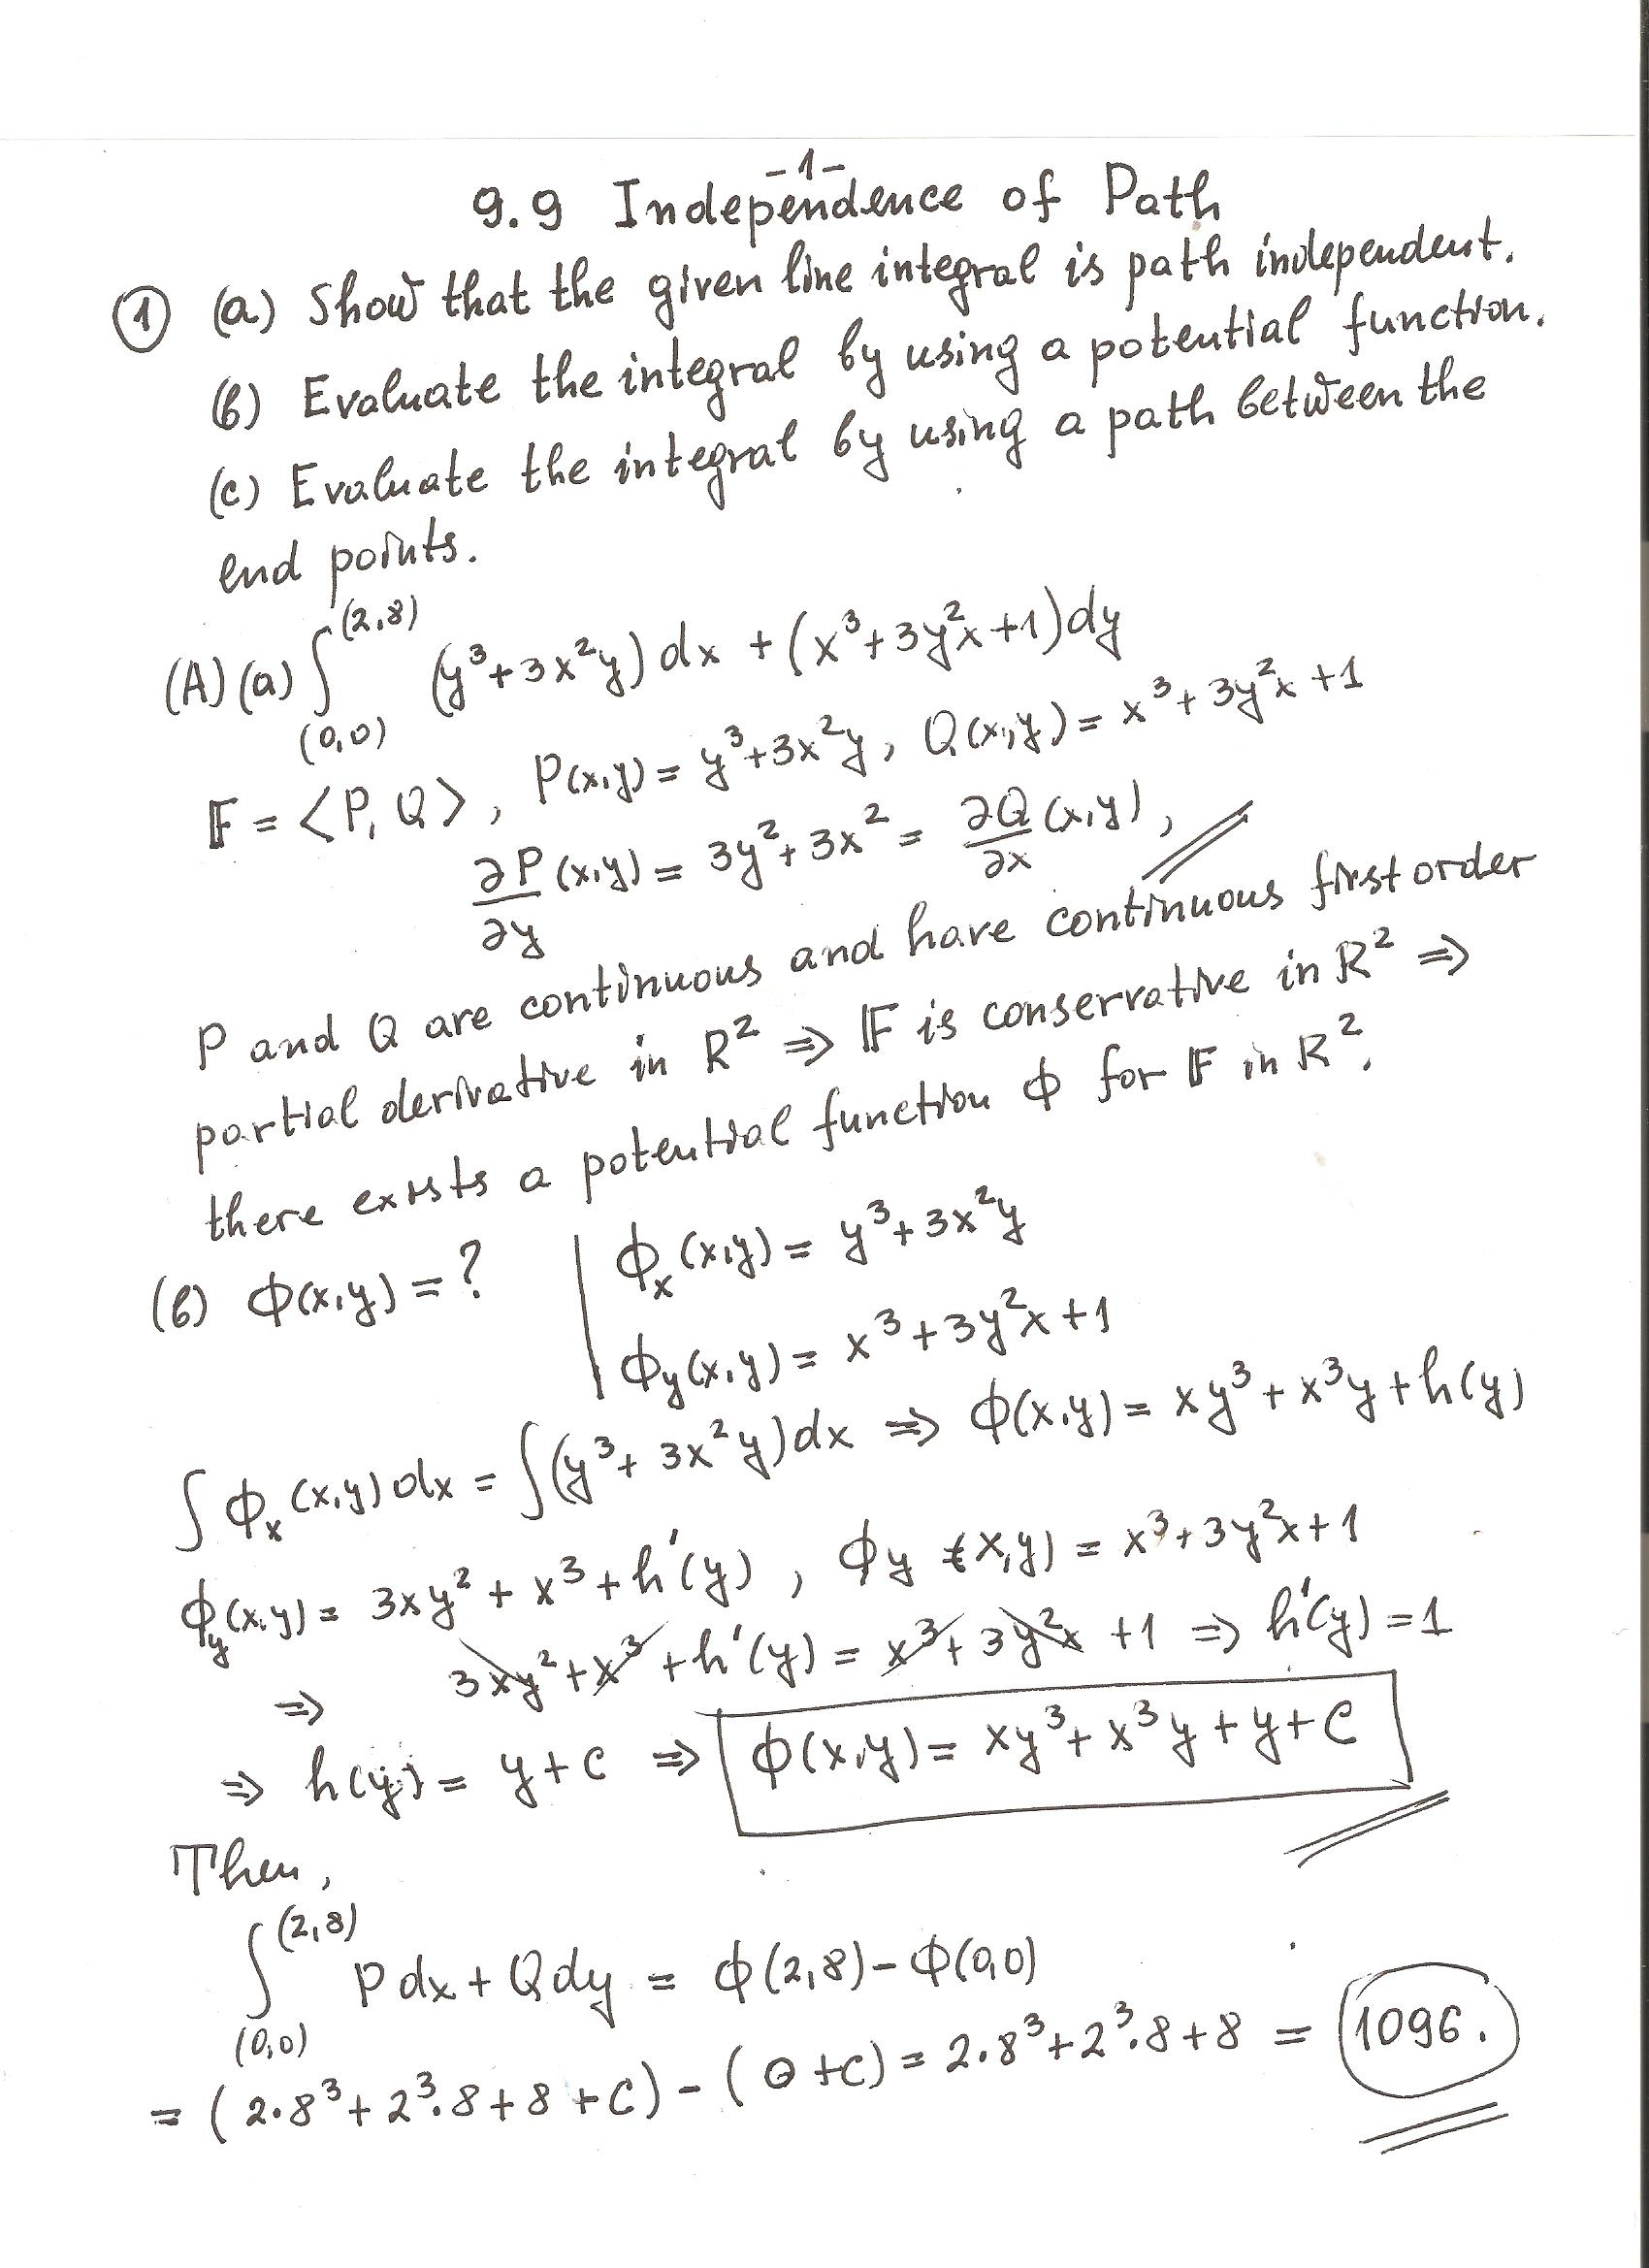 -1-
9.9 Independence of Path
① (a) Show that the given line integral is path independent.
(b) Evaluate the integral by using a potential function.
(c) Evaluate the integral by using a path between the
end points.
(A) (a) ∫_(0,0)^(2,8) (y³+3x²y) dx + (x³+3y²x+1) dy
𝔽 = <P, Q>, P(x,y) = y³+3x²y, Q(x,y) = x³+3y²x+1
∂P/∂y (x,y) = 3y²+3x² = ∂Q/∂x (x,y),
P and Q are continuous and have continuous first order
partial derivative in R² ⇒ 𝔽 is conservative in R² ⇒
there exists a potential function ϕ for 𝔽 in R².
(b) ϕ(x,y) = ? | ϕₓ(x,y) = y³+3x²y
ϕ_y(x,y) = x³+3y²x+1
∫ϕₓ(x,y)dx = ∫(y³+3x²y)dx ⇒ ϕ(x,y) = xy³+x³y+h(y)
ϕ_y(x,y) = 3xy²+x³+h'(y), ϕ_y(x,y) = x³+3y²x+1
⇒ 3xy²+x³+h'(y) = x³+3y²x+1 ⇒ h'(y) = 1
⇒ h(y) = y+c ⇒ ϕ(x,y) = xy³+x³y+y+C
Then,
∫_(0,0)^(2,8) P dx + Q dy = ϕ(2,8) - ϕ(0,0)
= (2·8³+2³·8+8+C) - (0+C) = 2·8³+2³·8+8 = 1096.